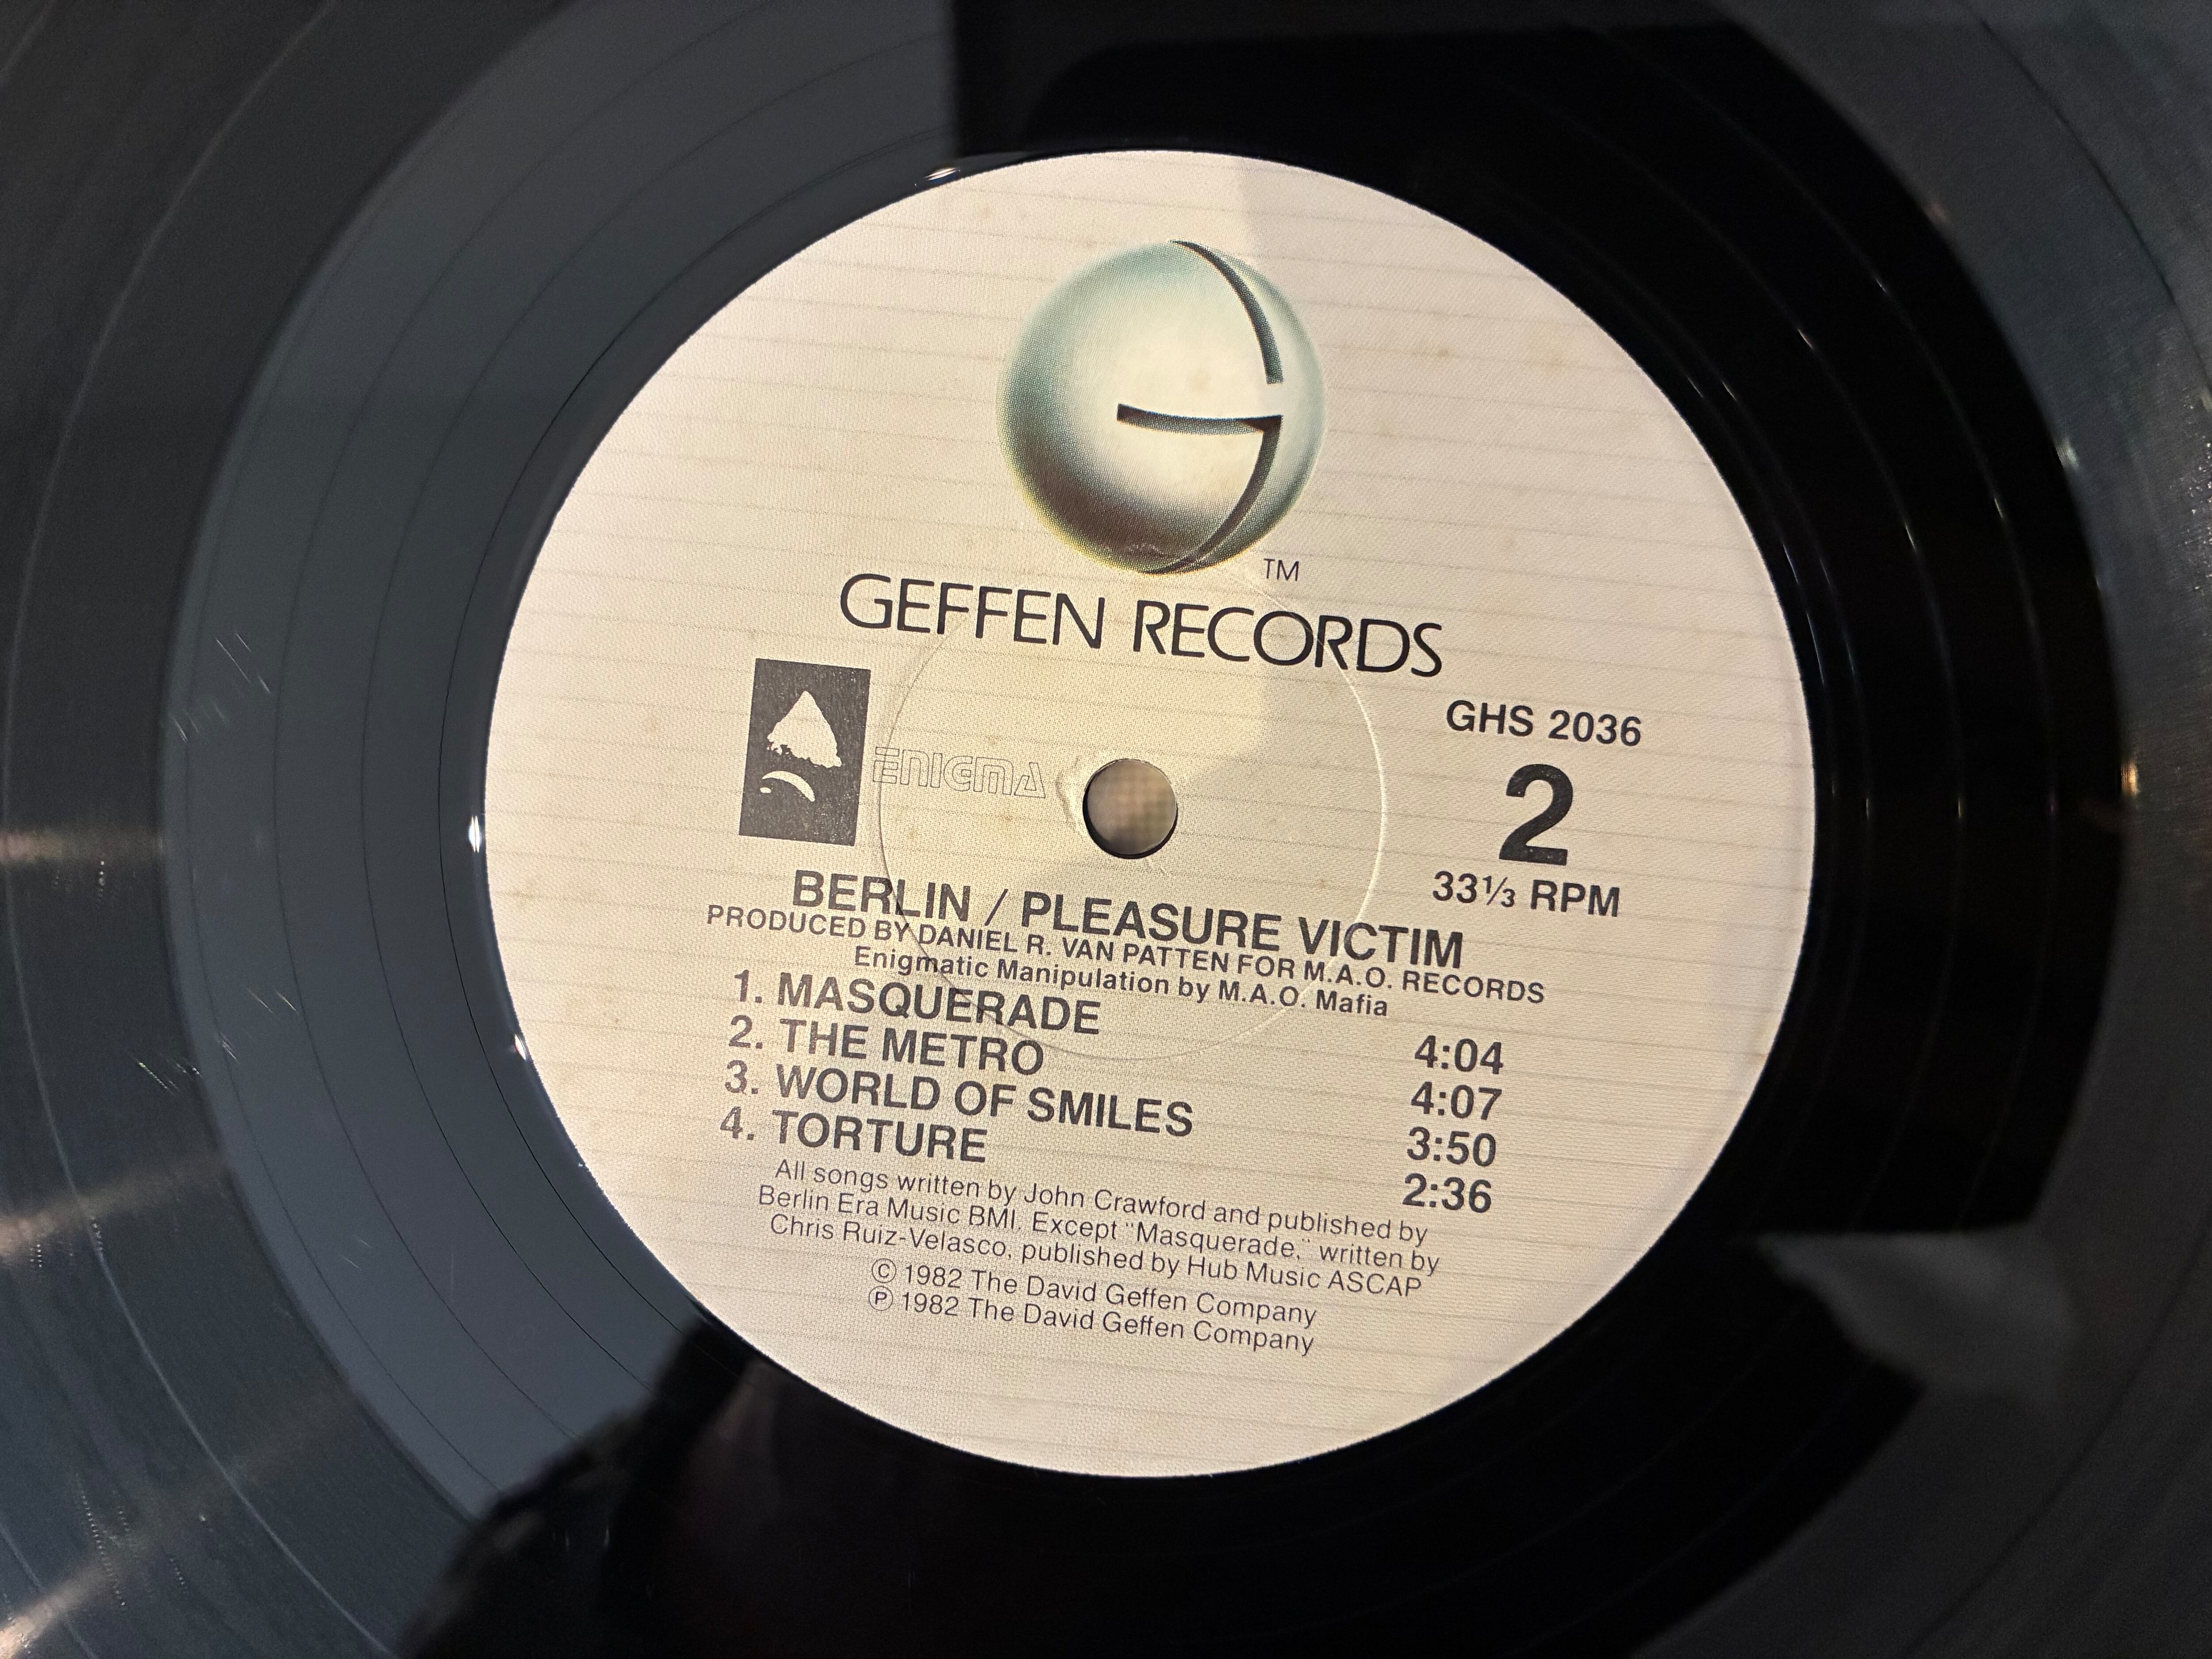 TM
GEFFEN RECORDS
GHS 2036
ENIGMA
2
33⅓ RPM
BERLIN / PLEASURE VICTIM
PRODUCED BY DANIEL R. VAN PATTEN FOR M.A.O. RECORDS
Enigmatic Manipulation by M.A.O. Mafia
1. MASQUERADE 4:04
2. THE METRO 4:07
3. WORLD OF SMILES 3:50
4. TORTURE 2:36
All songs written by John Crawford and published by
Berlin Era Music BMI. Except "Masquerade," written by
Chris Ruiz-Velasco, published by Hub Music ASCAP
© 1982 The David Geffen Company
℗ 1982 The David Geffen Company